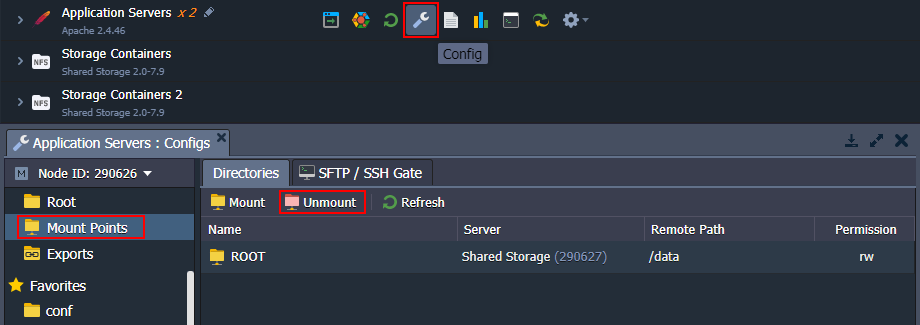 Application Servers x 2
Apache 2.4.46
Config
NFS
Storage Containers
Shared Storage 2.0-7.9
NFS
Storage Containers 2
Shared Storage 2.0-7.9
Application Servers : Configs
M Node ID: 290626
Root
Mount Points
Exports
Favorites
conf
Directories SFTP / SSH Gate
Mount Unmount Refresh
Name Server Remote Path Permission
ROOT Shared Storage (290627) /data rw